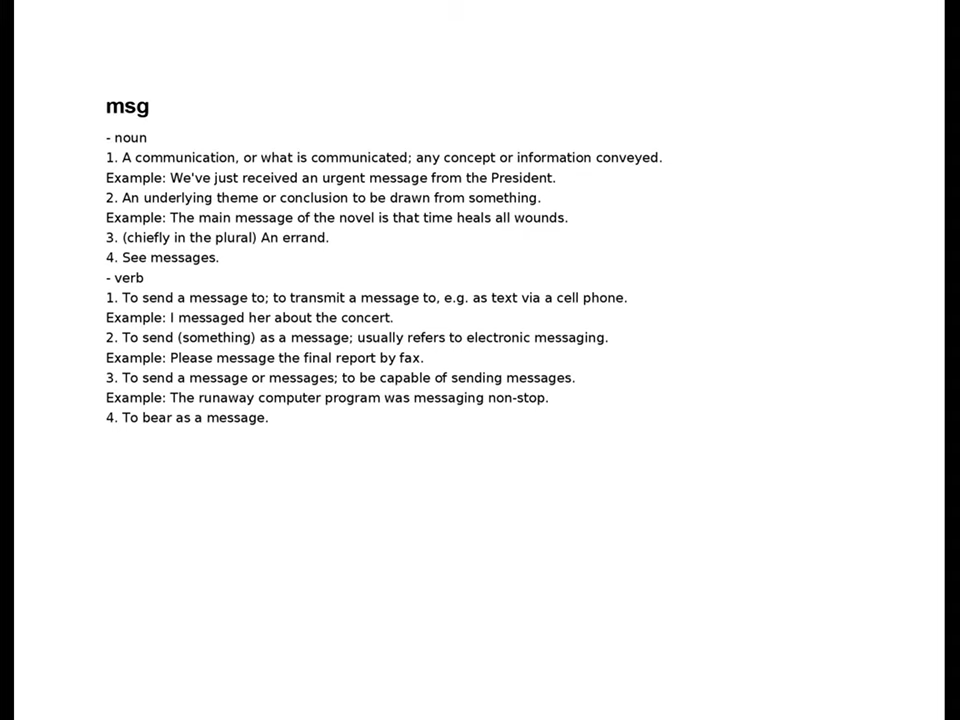 msg
- noun
1. A communication, or what is communicated; any concept or information conveyed.
Example: We've just received an urgent message from the President.
2. An underlying theme or conclusion to be drawn from something.
Example: The main message of the novel is that time heals all wounds.
3. (chiefly in the plural) An errand.
4. See messages.
- verb
1. To send a message to; to transmit a message to, e.g. as text via a cell phone.
Example: I messaged her about the concert.
2. To send (something) as a message; usually refers to electronic messaging.
Example: Please message the final report by fax.
3. To send a message or messages; to be capable of sending messages.
Example: The runaway computer program was messaging non-stop.
4. To bear as a message.